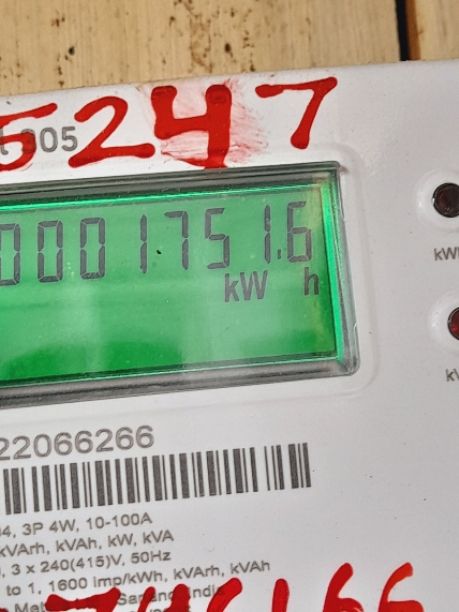 5247
305
0001751.6
kW h
kW
22066266
4, 3P 4W, 10-100A
kVArh, kVAh, kW, kVA
, 3 x 240(415)V, 50Hz
to 1, 1600 imp/kWh, kVArh, kVAh